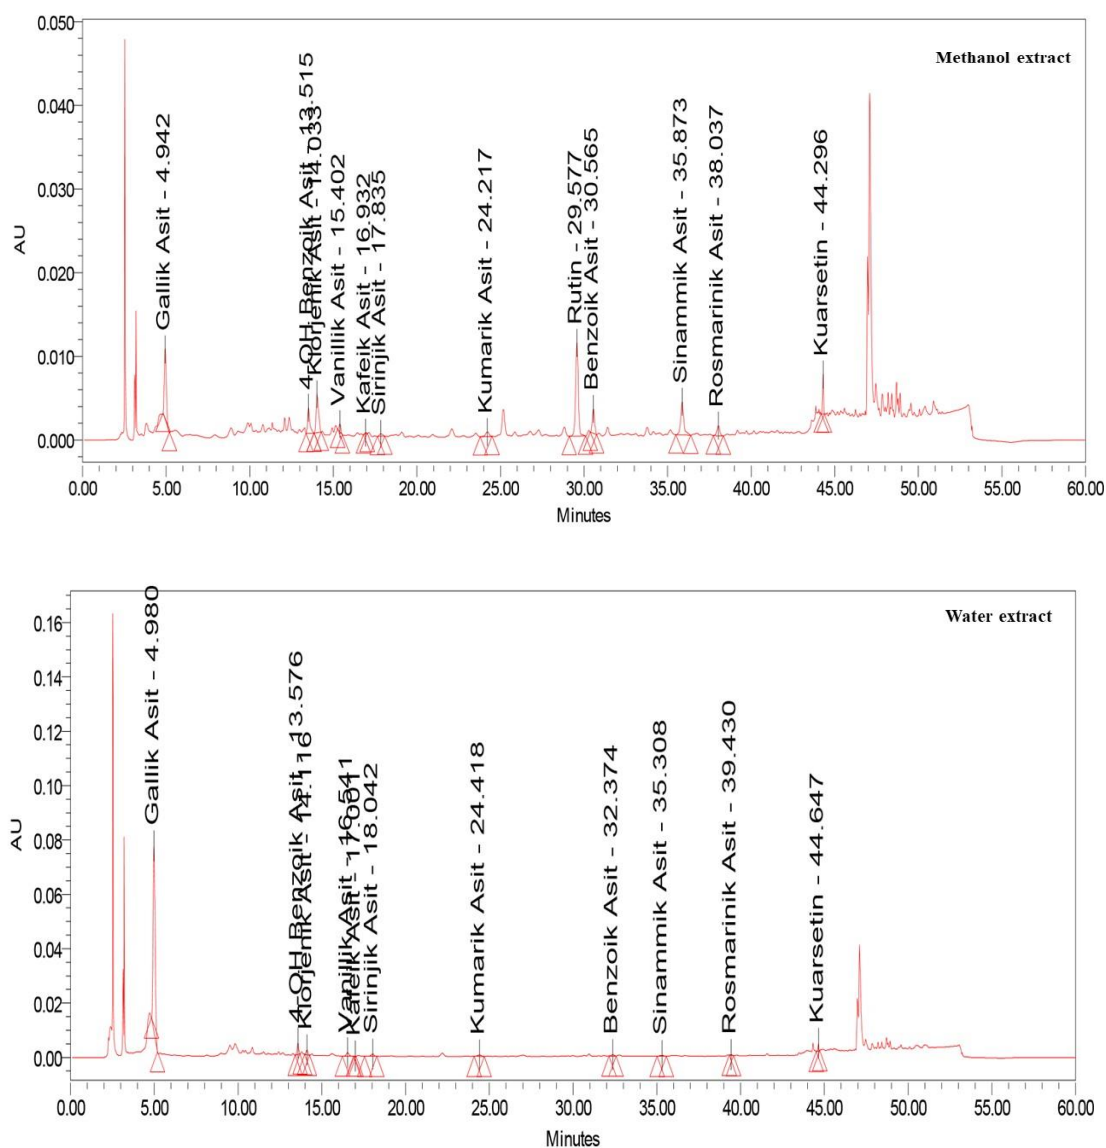 Methanol extract
0.050
0.040
0.030
0.020
0.010
0.000
AU
Gallik Asit - 4.942
4-OH Benzoik Asit - 13.515
Klorjenik Asit - 14.033
Vanillik Asit - 15.402
Kafeik Asit - 16.932
Sirinjik Asit - 17.835
Kumarik Asit - 24.217
Rutin - 29.577
Benzoik Asit - 30.565
Sinammik Asit - 35.873
Rosmarinik Asit - 38.037
Kuarsetin - 44.296
0.00 5.00 10.00 15.00 20.00 25.00 30.00 35.00 40.00 45.00 50.00 55.00 60.00
Minutes
Water extract
0.16
0.14
0.12
0.10
0.08
0.06
0.04
0.02
0.00
AU
Gallik Asit - 4.980
4-OH Benzoik Asit - 13.576
Klorjenik Asit - 14.116
Vanillik Asit - 16.541
Kafeik Asit - 17.001
Sirinjik Asit - 18.042
Kumarik Asit - 24.418
Benzoik Asit - 32.374
Sinammik Asit - 35.308
Rosmarinik Asit - 39.430
Kuarsetin - 44.647
0.00 5.00 10.00 15.00 20.00 25.00 30.00 35.00 40.00 45.00 50.00 55.00 60.00
Minutes